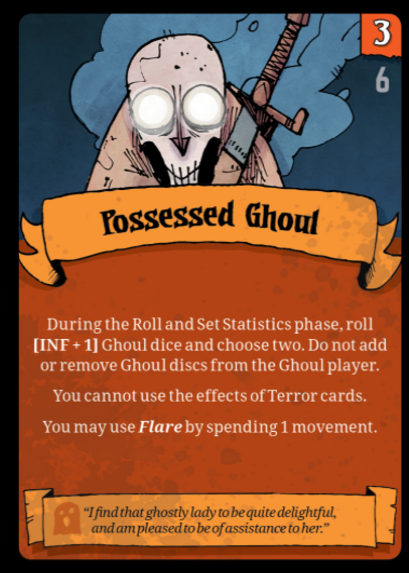 3
6
Possessed Ghoul
During the Roll and Set Statistics phase, roll
[INF + 1] Ghoul dice and choose two. Do not add
or remove Ghoul discs from the Ghoul player.
You cannot use the effects of Terror cards.
You may use Flare by spending 1 movement.
“I find that ghostly lady to be quite delightful,
and am pleased to be of assistance to her.”